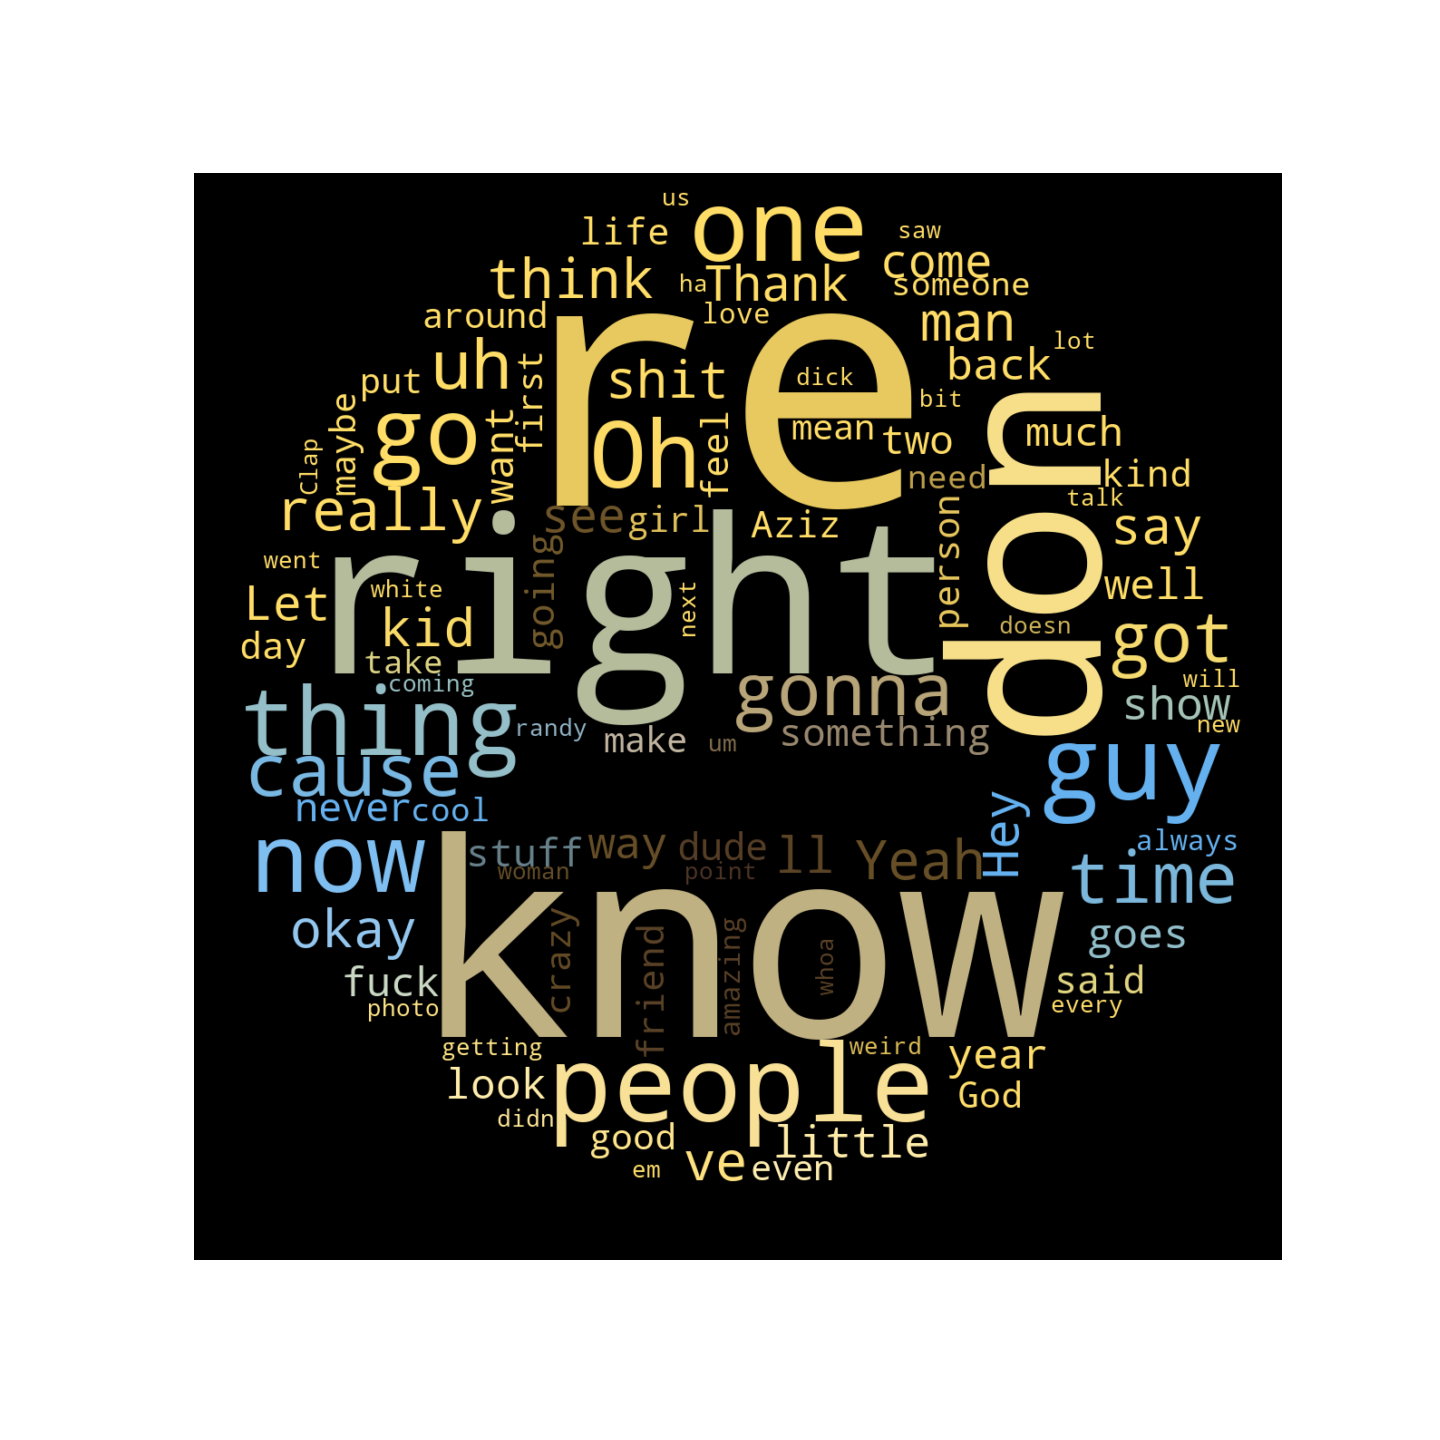 us
one
life
saw
come
think
ha
Thank
someone
around
love
re
man
lot
uh
first
shit
back
put
dick
don
maybe
go
want
Oh
feel
mean
bit
two
much
Clap
need
kind
really
see
girl
Aziz
person
talk
say
right
going
went
white
next
well
Let
kid
doesn
got
day
take
coming
gonna
will
thing
randy
make
um
something
show
new
cause
guy
never
cool
Hey
now
stuff
way
dude
ll
Yeah
always
woman
point
time
know
okay
crazy
friend
amazing
whoa
goes
fuck
said
photo
every
getting
people
weird
year
look
God
didn
good
little
em
ve
even